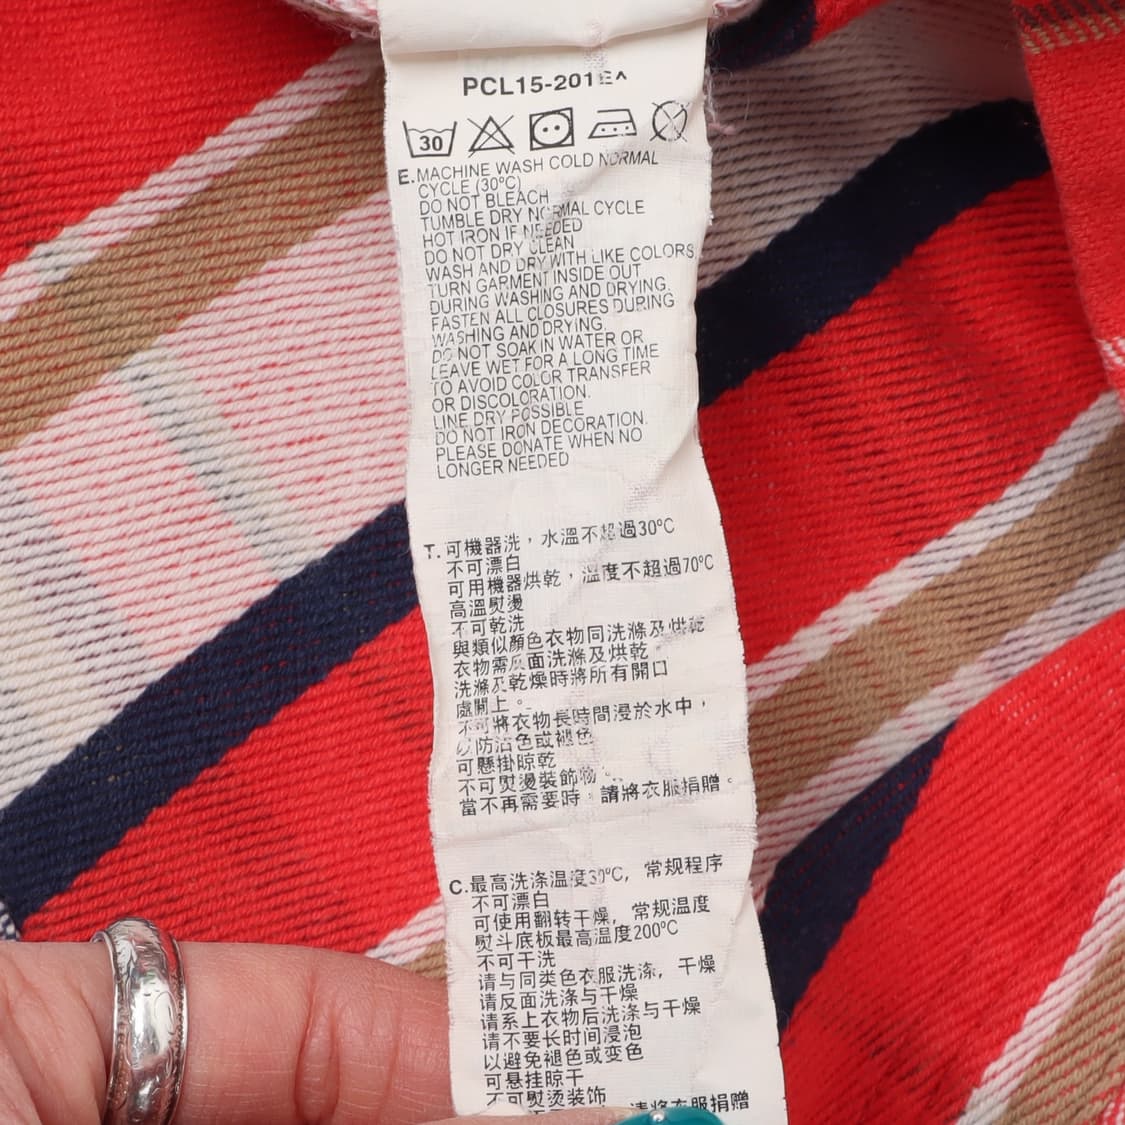 PCL15-201
30
E. MACHINE WASH COLD NORMAL
CYCLE (30°C)
DO NOT BLEACH
TUMBLE DRY NORMAL CYCLE
HOT IRON IF NEEDED
DO NOT DRY CLEAN
WASH AND DRY WITH LIKE COLORS
TURN GARMENT INSIDE OUT
DURING WASHING AND DRYING.
FASTEN ALL CLOSURES DURING
WASHING AND DRYING.
DO NOT SOAK IN WATER OR
LEAVE WET FOR A LONG TIME
TO AVOID COLOR TRANSFER
OR DISCOLORATION.
LINE DRY POSSIBLE
DO NOT IRON DECORATION.
PLEASE DONATE WHEN NO
LONGER NEEDED
T. 可機器洗，水溫不超過30°C
不可漂白
可用機器烘乾，溫度不超過70°C
高溫熨燙
不可乾洗
與類似顏色衣物同洗滌及烘乾
衣物需反面洗滌及烘乾。
洗滌及乾燥時將所有開口
處關上。
不可將衣物長時間浸於水中，
以防沾色或褪色
可懸掛晾乾
不可熨燙裝飾物。
當不再需要時，請將衣服捐贈。
C. 最高洗涤温度30°C，常规程序
不可漂白
可使用翻转干燥，常规温度
熨斗底板最高温度200°C
不可干洗
请与同类色衣服洗涤，干燥
请反面洗涤与干燥
请系上衣物后洗涤与干燥
请不要长时间浸泡
以避免褪色或变色
可悬挂晾干
不可熨烫装饰
请将衣服捐赠